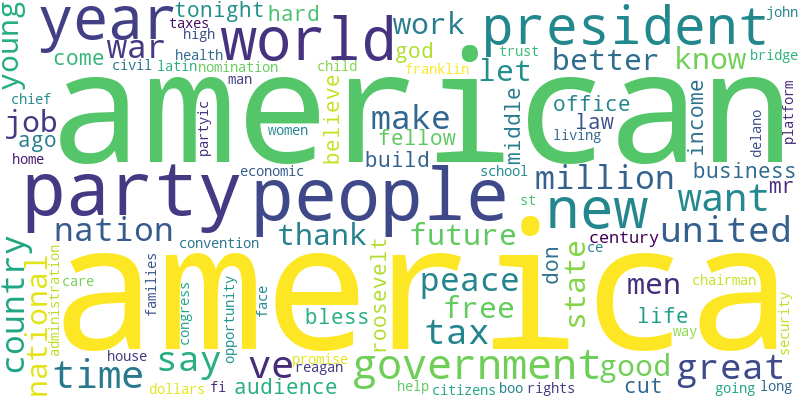 year
tonight
hard
taxes
high
world
work
president
john
young
come
war
health
god
let
better
know
trust
bridge
civil
latin
nomination
child
man
franklin
american
chief
job
ago
home
partyic
women
believe
make
fellow
build
middle
office
law
living
income
delano
platform
party
people
economic
school
million
business
mr
st
new
want
nation
thank
future
united
century
ce
country
national
administration
convention
families
congress
opportunity
face
care
america
bless
roosevelt
peace
free
tax
don
state
men
life
way
chairman
security
time
house
say
ve
reagan
promise
government
good
great
dollars
fi
audience
help
citizens
boo
rights
cut
going
long